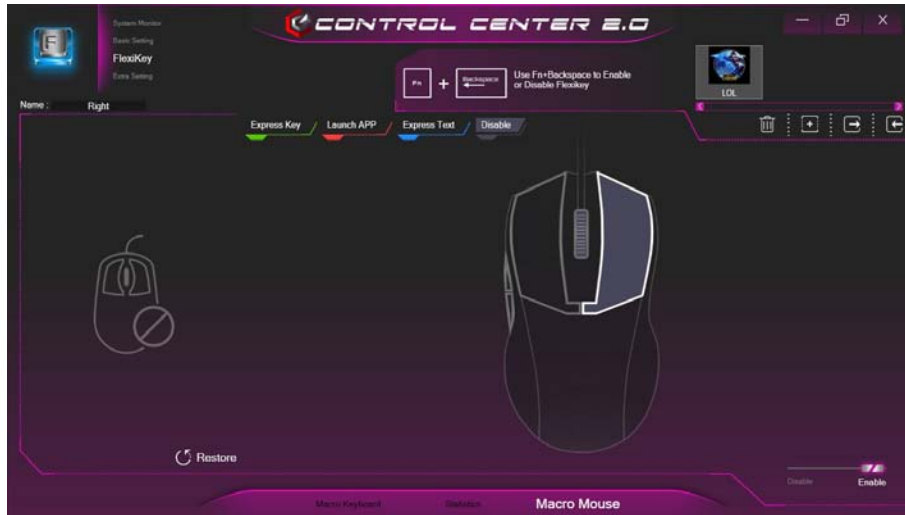 CONTROL CENTER 2.0
System Monitor
Basic Setting
FlexiKey
Extra Setting
Fn + Backspace
Use Fn+Backspace to Enable
or Disable Flexikey
LOL
Name : Right
Express Key
Launch APP
Express Text
Disable
Restore
Disable
Enable
Macro Keyboard
Statistics
Macro Mouse